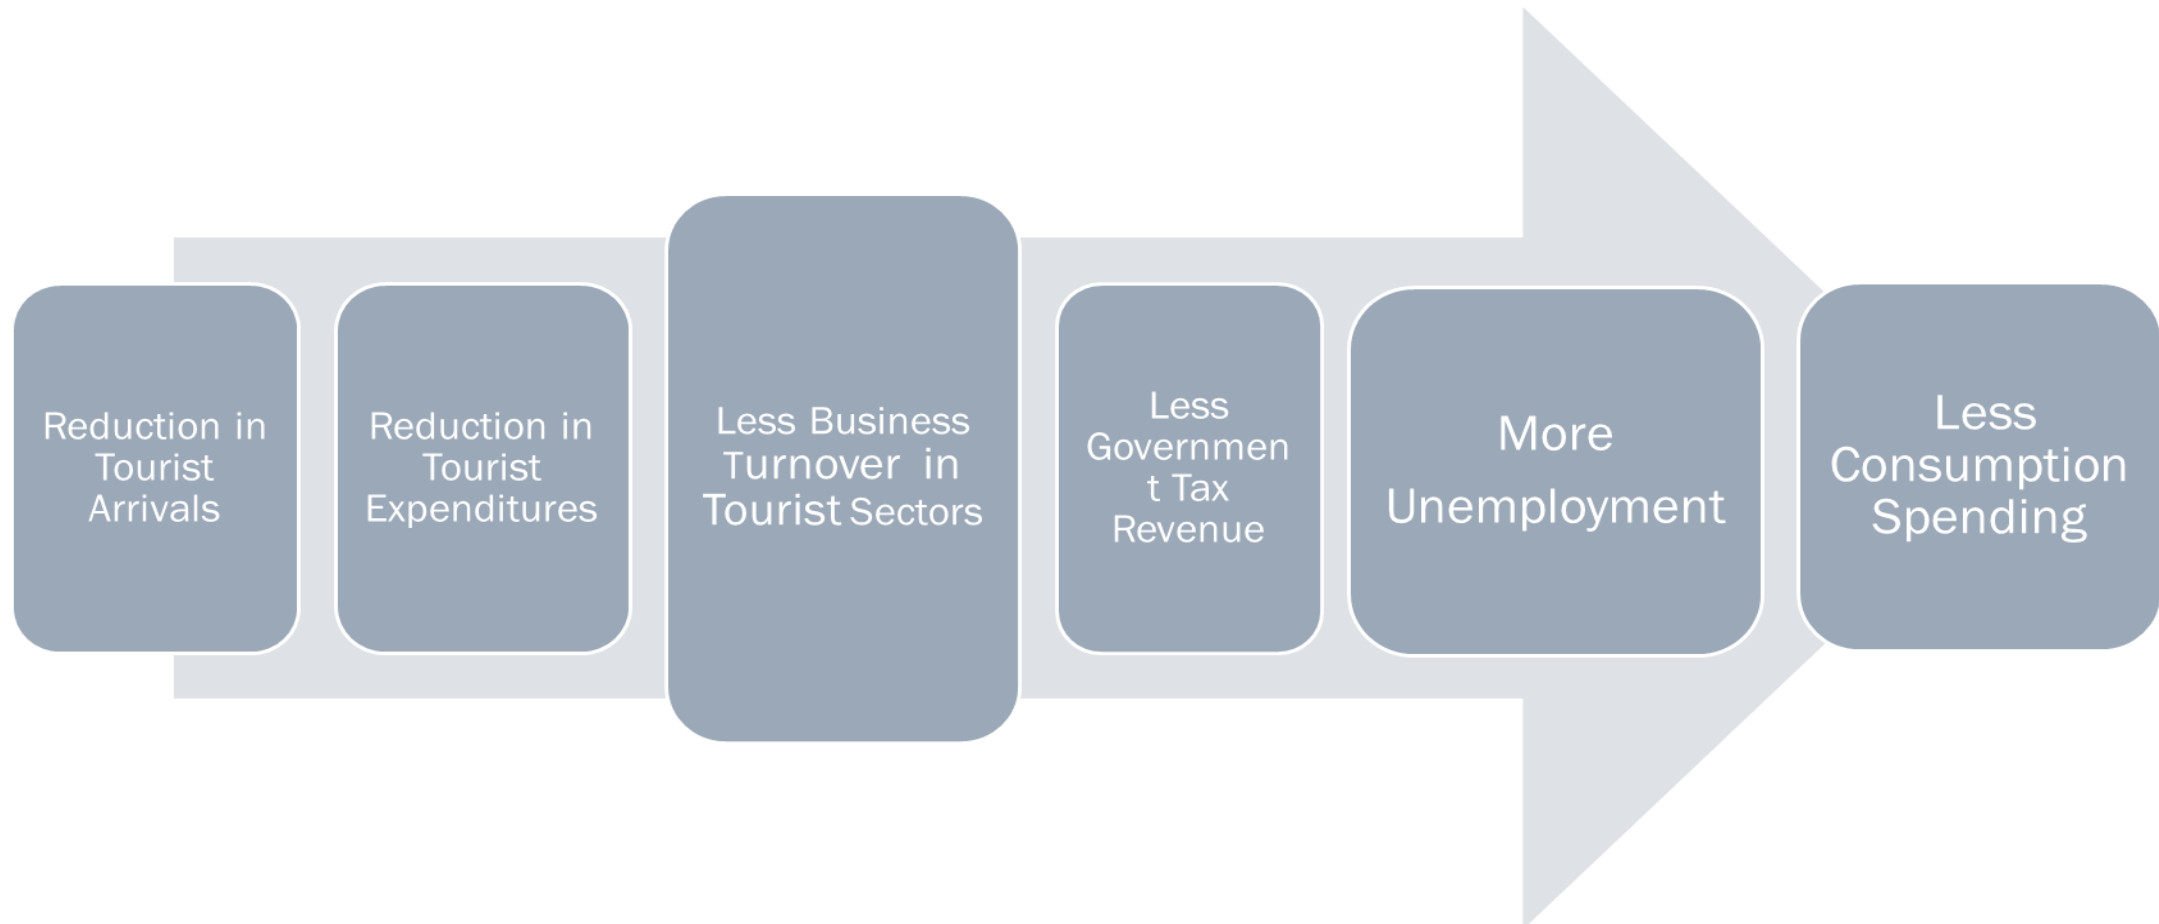 Reduction in
Tourist
Arrivals
Reduction in
Tourist
Expenditures
Less Business
Turnover in
Tourist Sectors
Less
Governmen
t Tax
Revenue
More
Unemployment
Less
Consumption
Spending